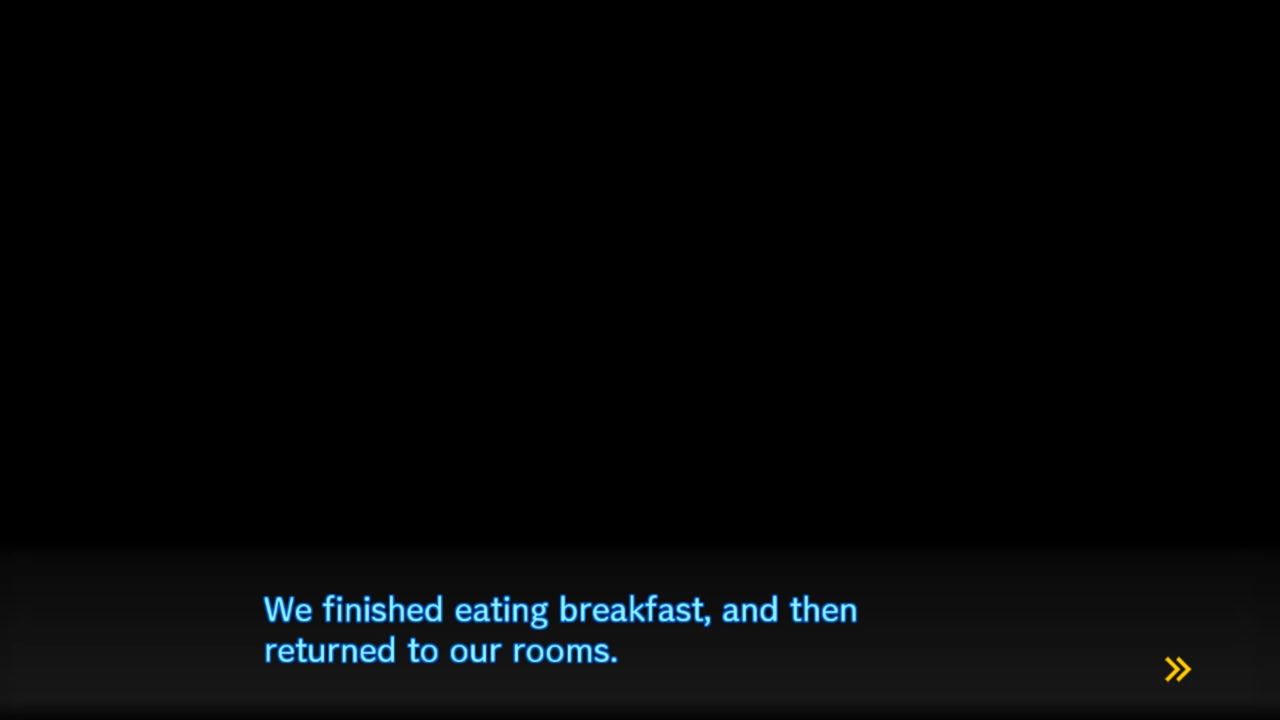 We finished eating breakfast, and then
returned to our rooms.